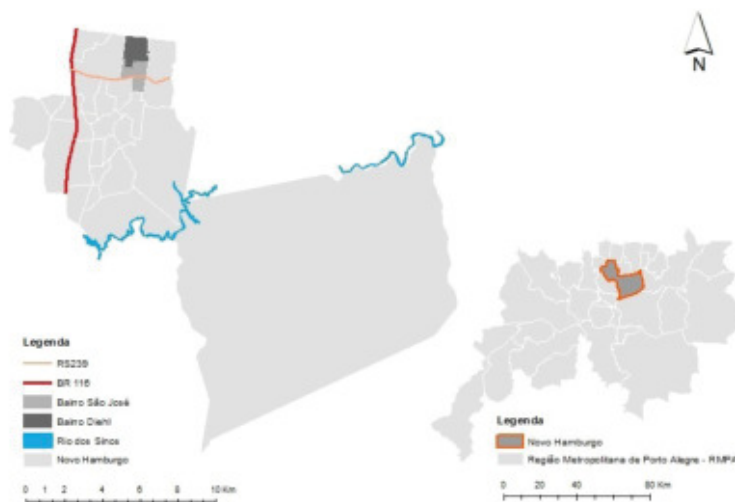 N
Legenda
RS239
BR 116
Bairro São José
Bairro Diehl
Rio dos Sinos
Novo Hamburgo
0 2 4 6 8 10 Km
Legenda
Novo Hamburgo
Região Metropolitana de Porto Alegre - RMPA
0 20 40 80 Km